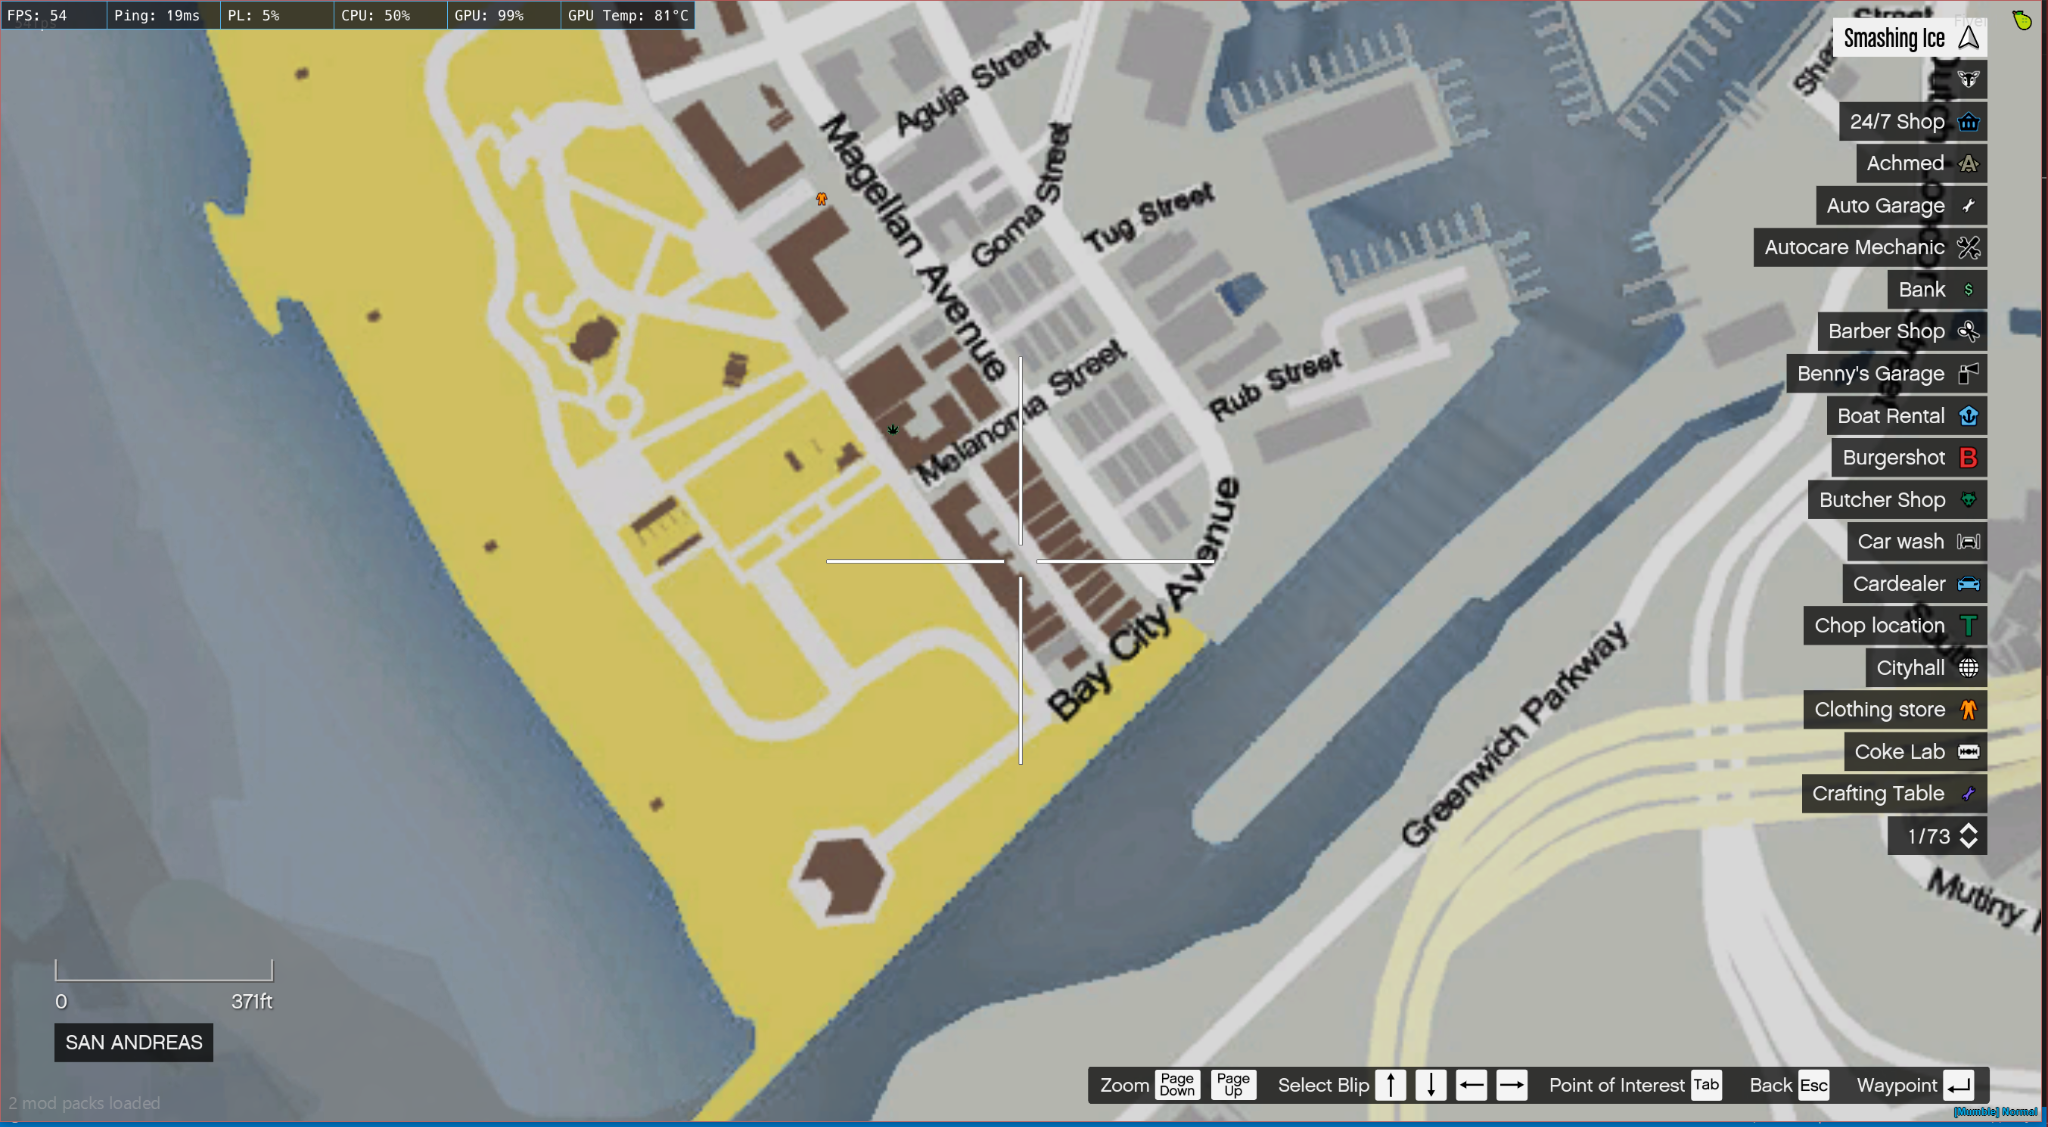 FPS: 54
Ping: 19ms
PL: 5%
CPU: 50%
GPU: 99%
GPU Temp: 81°C
Street
Smashing Ice
24/7 Shop
Achmed
Auto Garage
Autocare Mechanic
Bank
Barber Shop
Benny's Garage
Boat Rental
Burgershot
B
Butcher Shop
Car wash
Cardealer
Chop location
T
Cityhall
Clothing store
Coke Lab
Crafting Table
1/73
Aguja Street
Magellan Avenue
Goma Street
Tug Street
Melanoma Street
Rub Street
Bay City Avenue
Greenwich Parkway
Mutiny
0
371ft
SAN ANDREAS
2 mod packs loaded
Zoom
Page Down
Page Up
Select Blip
↑
↓
←
→
Point of Interest
Tab
Back
Esc
Waypoint
[Mumble] Normal